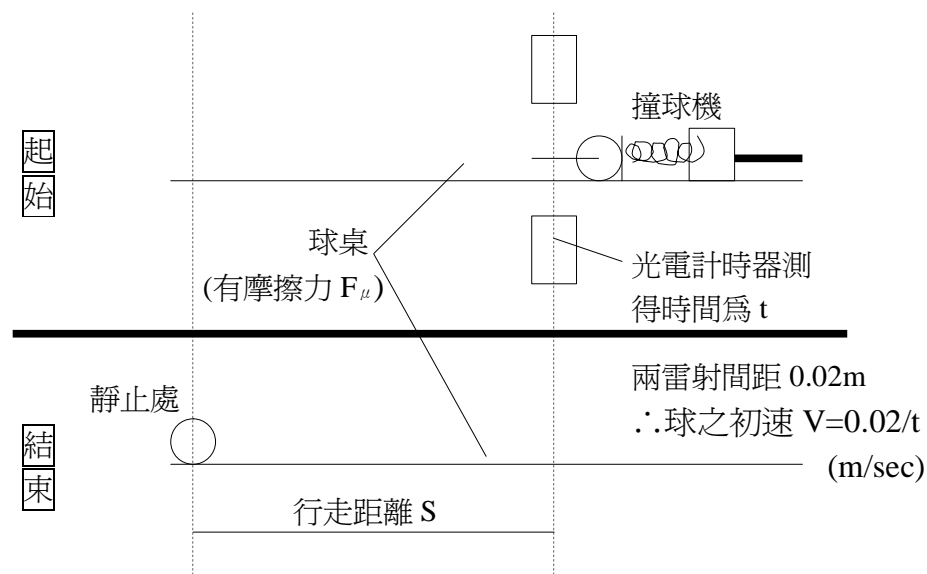 撞球機
起
始
球桌
(有摩擦力 Fμ)
光電計時器測
得時間為 t
兩雷射間距 0.02m
∴球之初速 V=0.02/t
(m/sec)
靜止處
結
束
行走距離 S